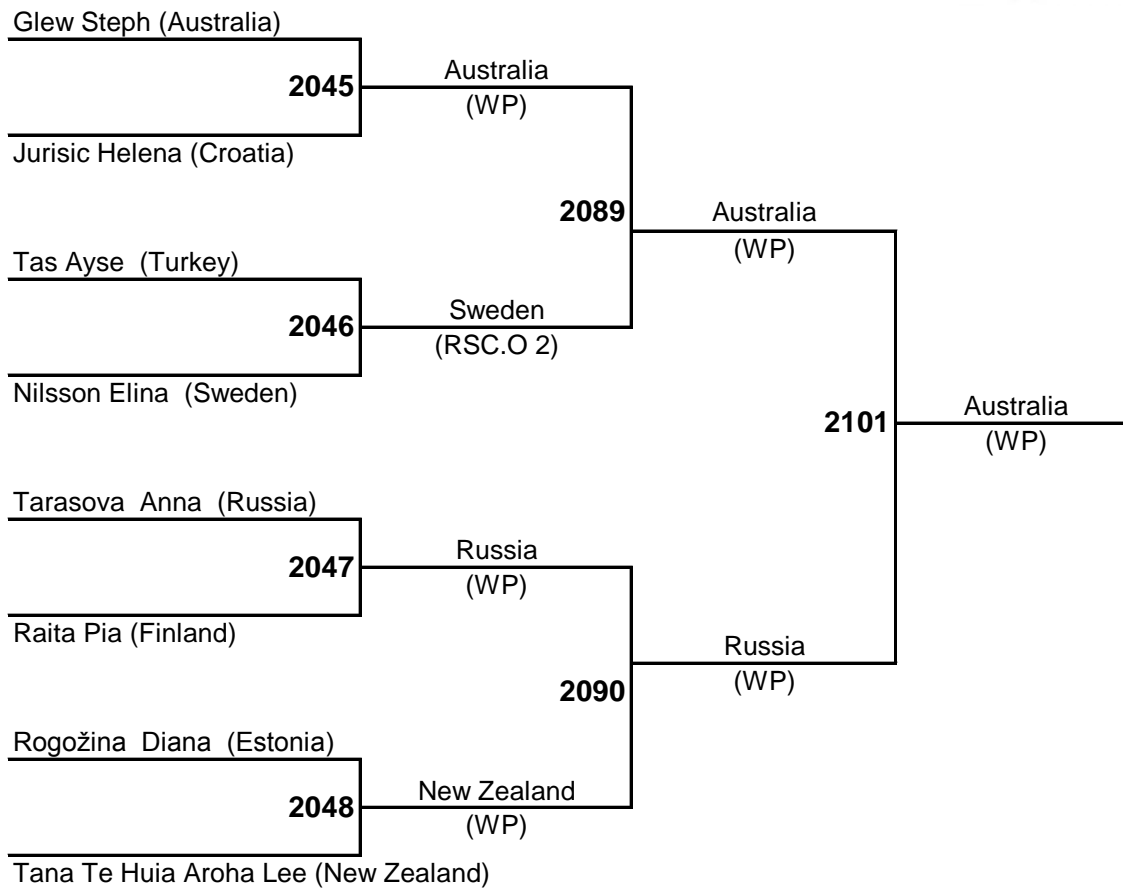 Glew Steph (Australia)
2045
Australia
(WP)
Jurisic Helena (Croatia)
2089
Australia
(WP)
Tas Ayse  (Turkey)
2046
Sweden
(RSC.O 2)
Nilsson Elina  (Sweden)
2101
Australia
(WP)
Tarasova  Anna  (Russia)
2047
Russia
(WP)
Raita Pia (Finland)
2090
Russia
(WP)
Rogožina  Diana  (Estonia)
2048
New Zealand
(WP)
Tana Te Huia Aroha Lee (New Zealand)